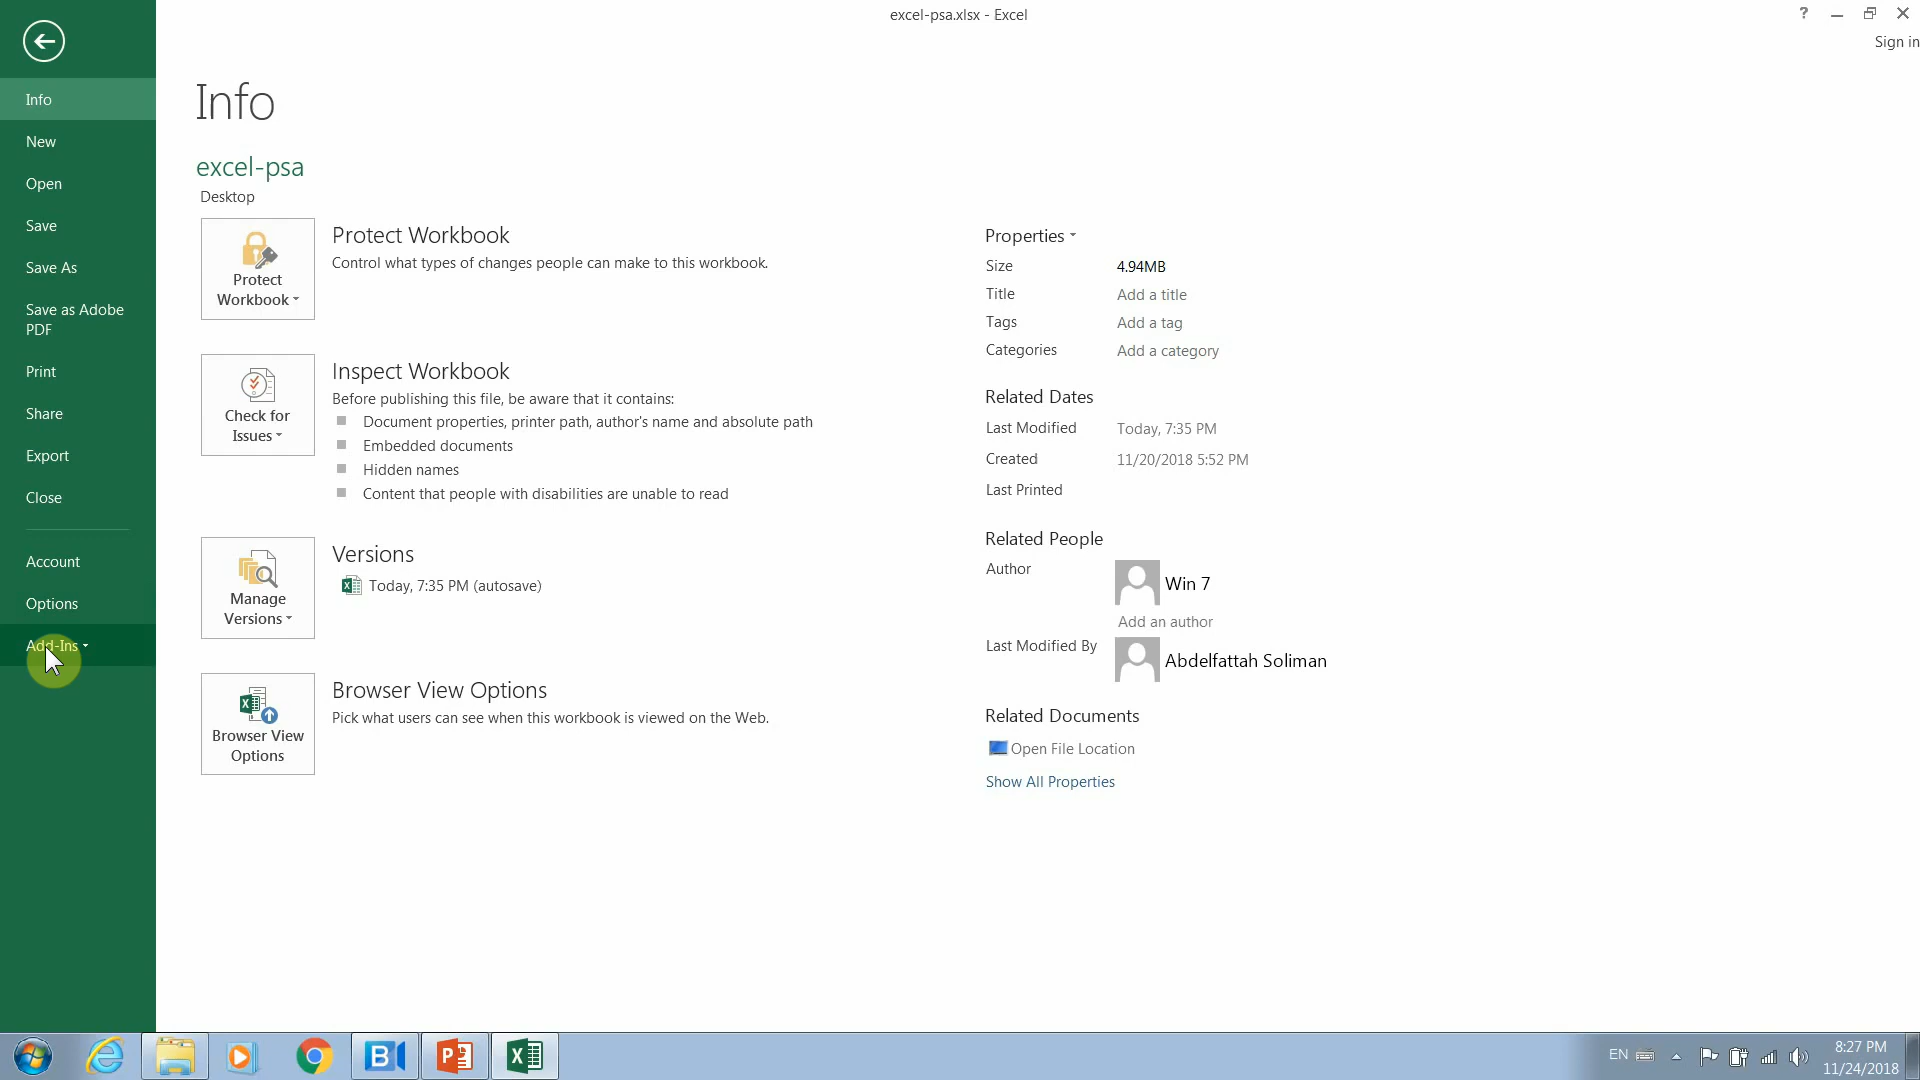 excel-psa.xlsx - Excel
?
Sign in
Info
New
Open
Save
Save As
Save as Adobe
PDF
Print
Share
Export
Close
Account
Options
Add-Ins
Info
excel-psa
Desktop
Protect
Workbook
Protect Workbook
Control what types of changes people can make to this workbook.
Check for
Issues
Inspect Workbook
Before publishing this file, be aware that it contains:
Document properties, printer path, author's name and absolute path
Embedded documents
Hidden names
Content that people with disabilities are unable to read
Manage
Versions
Versions
Today, 7:35 PM (autosave)
Browser View
Options
Browser View Options
Pick what users can see when this workbook is viewed on the Web.
Properties
Size 4.94MB
Title Add a title
Tags Add a tag
Categories Add a category
Related Dates
Last Modified Today, 7:35 PM
Created 11/20/2018 5:52 PM
Last Printed
Related People
Author Win 7
Add an author
Last Modified By Abdelfattah Soliman
Related Documents
Open File Location
Show All Properties
EN
8:27 PM
11/24/2018